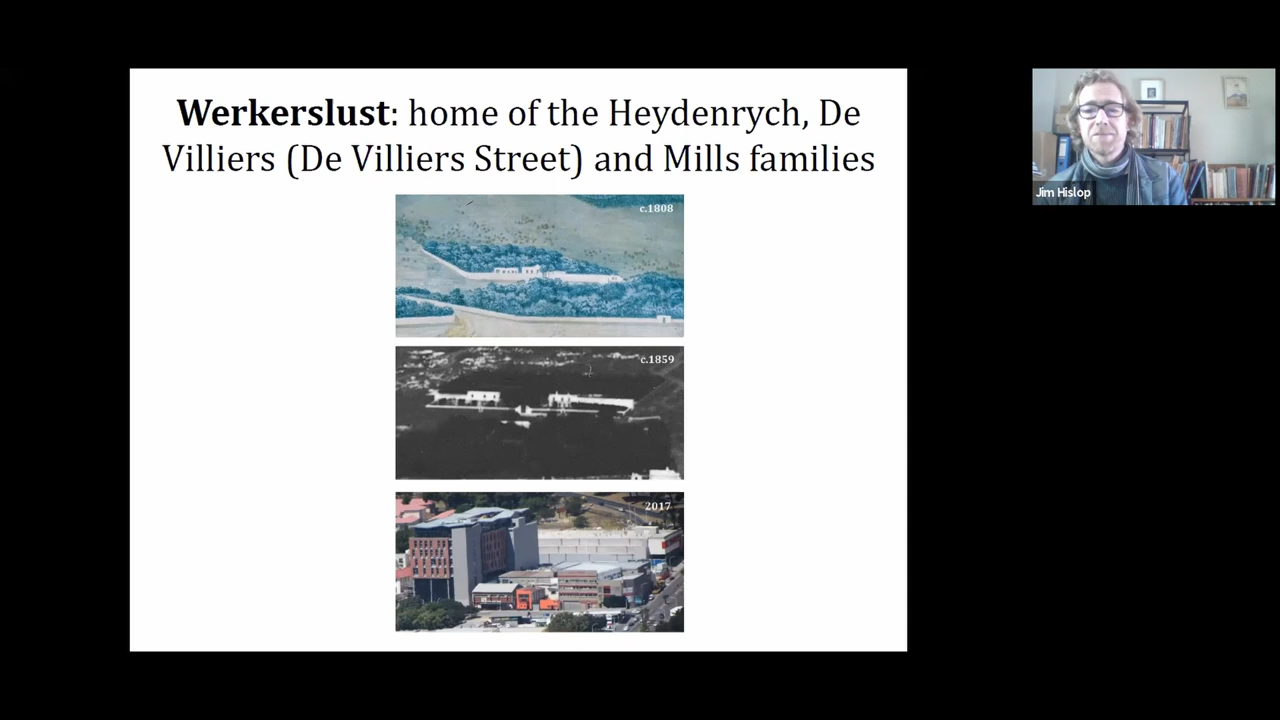 Werkerslust: home of the Heydenrych, De
Villiers (De Villiers Street) and Mills families
c.1808
c.1859
2017
Jim Hislop